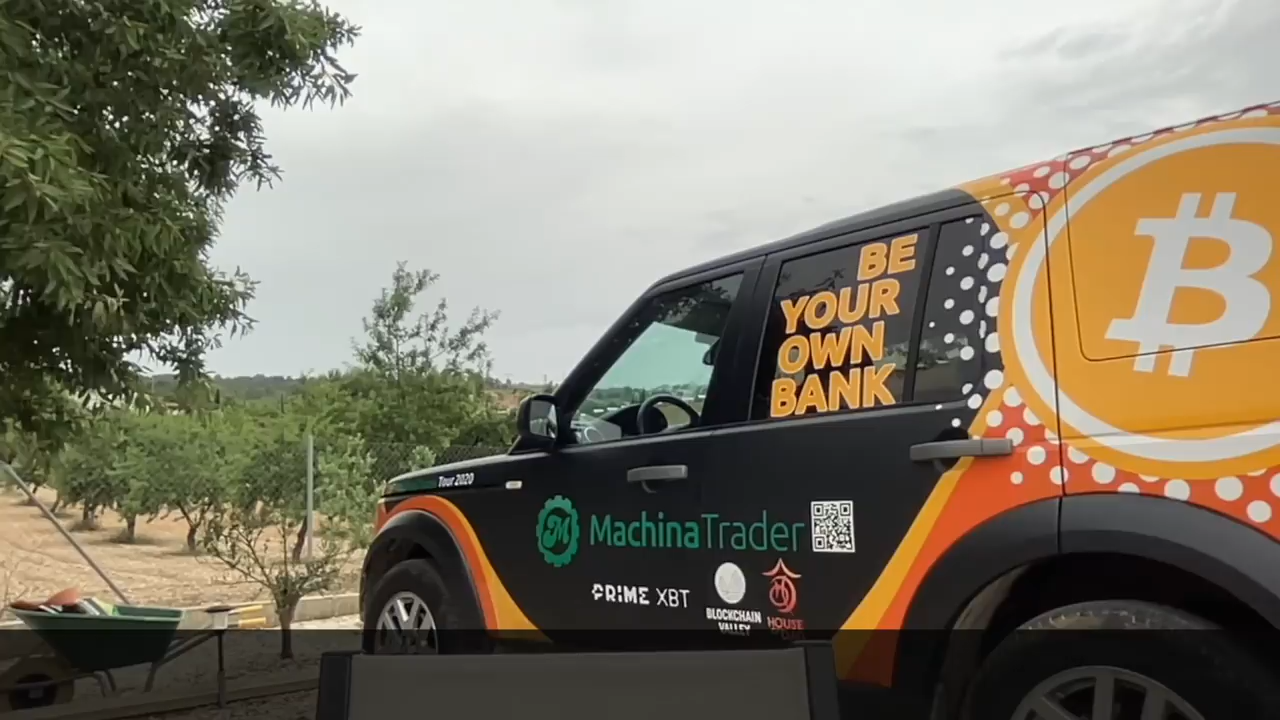 BE
YOUR
OWN
BANK
Tour 2020
MachinaTrader
PRIME XBT
BLOCKCHAIN
VALLEY
HOUSE